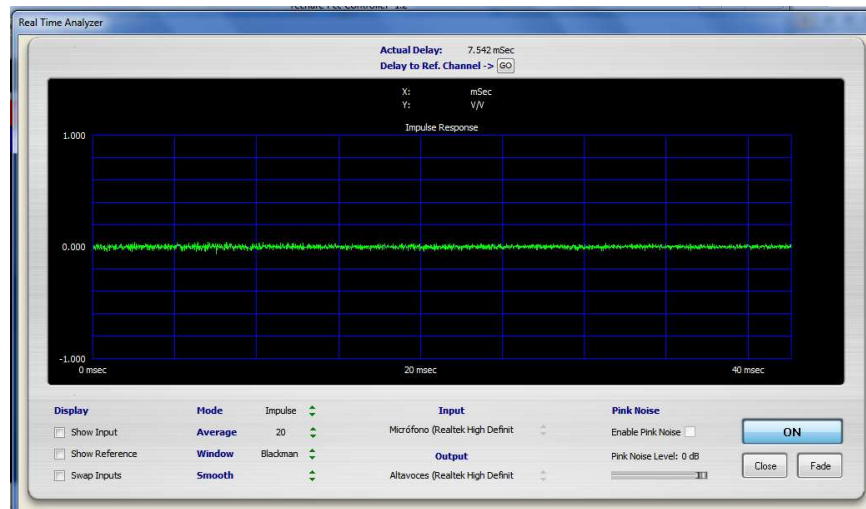 Real Time Analyzer
Actual Delay: 7.542 mSec
Delay to Ref. Channel -> GO
X: mSec
Y: V/V
Impulse Response
1.000
0.000
-1.000
0 msec 20 msec 40 msec
Display Mode Impulse Input Pink Noise
Show Input Average 20 Micrófono (Realtek High Definit Enable Pink Noise ON
Show Reference Window Blackman Output Pink Noise Level: 0 dB
Swap Inputs Smooth Altavoces (Realtek High Definit Close Fade